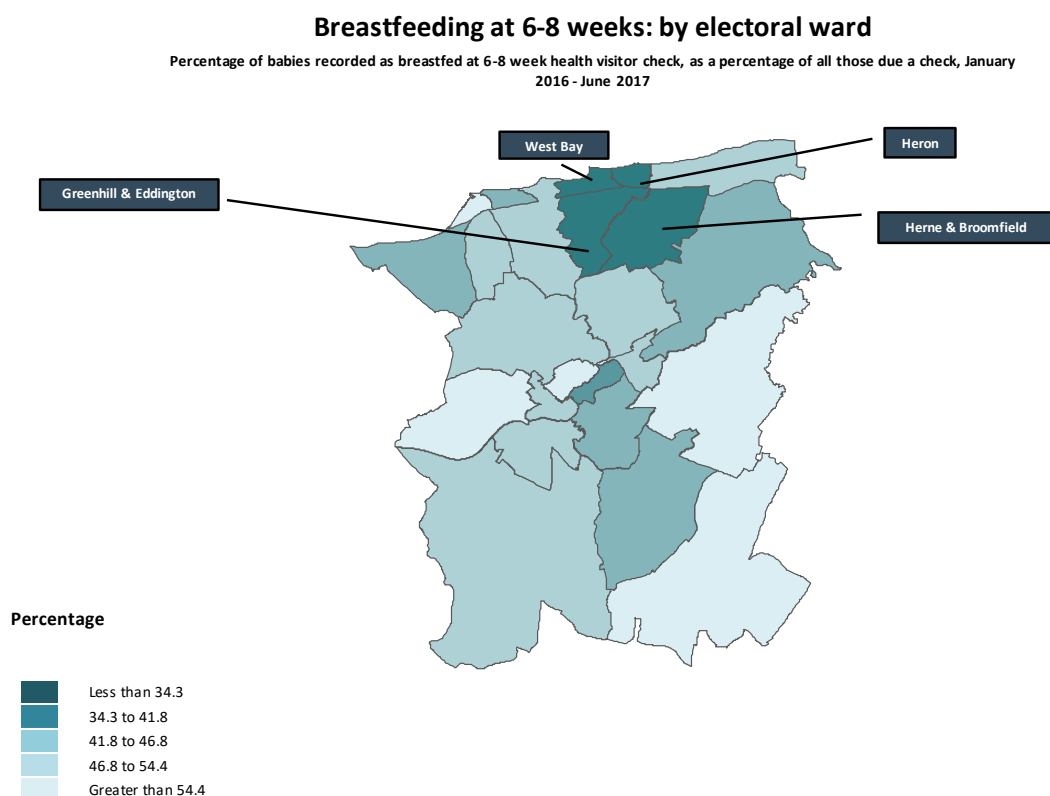 Breastfeeding at 6-8 weeks: by electoral ward
Percentage of babies recorded as breastfed at 6-8 week health visitor check, as a percentage of all those due a check, January
2016 - June 2017
West Bay
Heron
Greenhill & Eddington
Herne & Broomfield
Percentage
Less than 34.3
34.3 to 41.8
41.8 to 46.8
46.8 to 54.4
Greater than 54.4